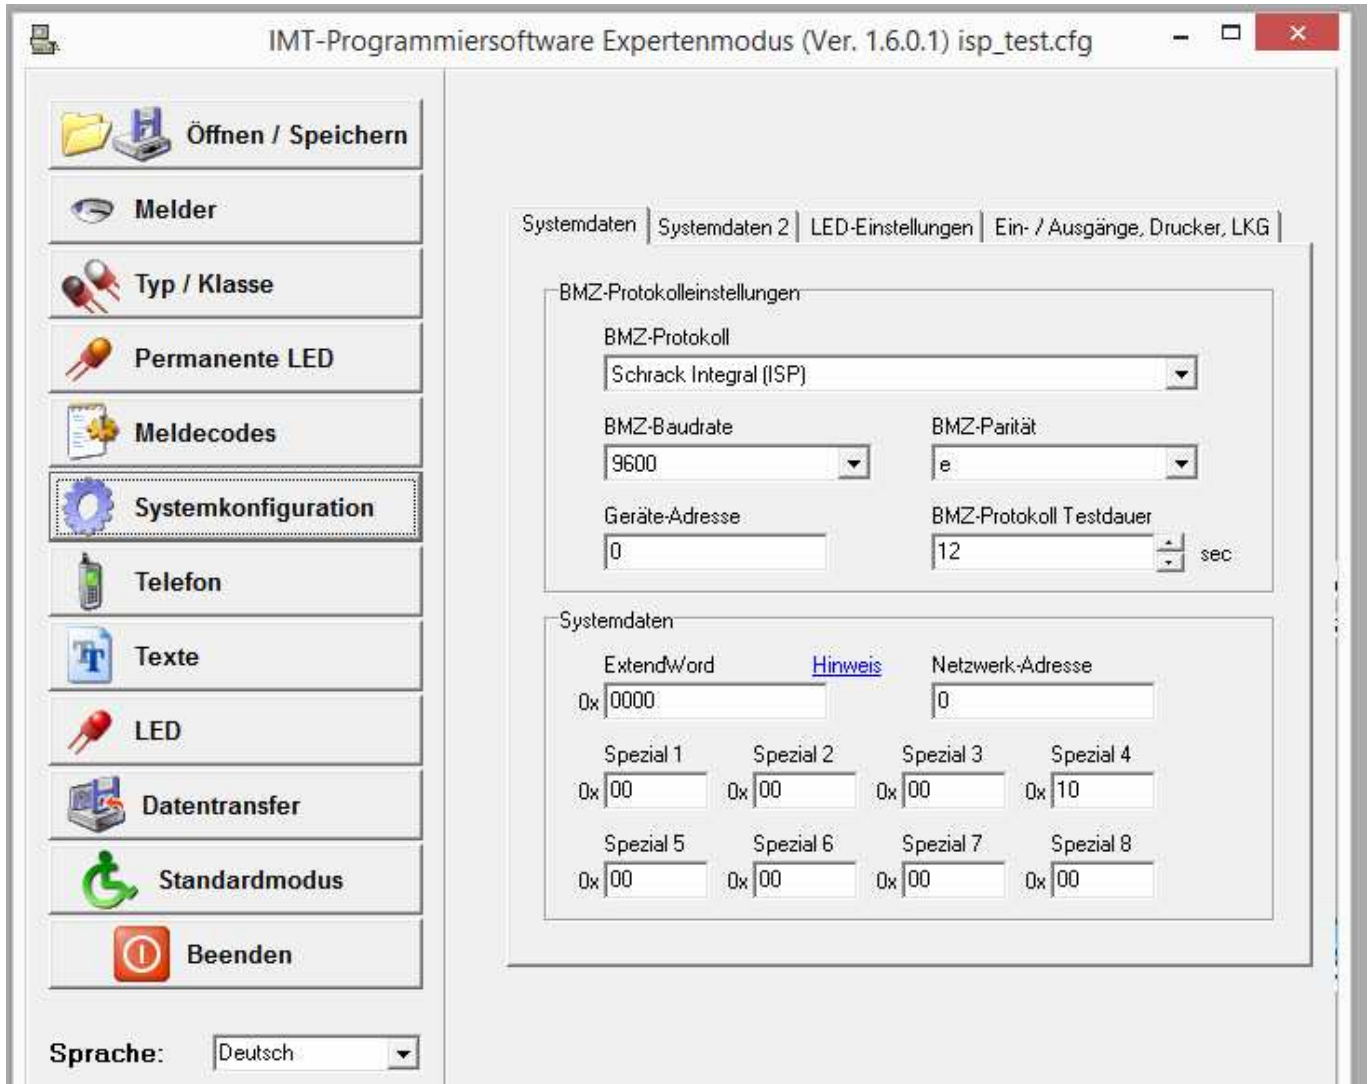 IMT-Programmiersoftware Expertenmodus (Ver. 1.6.0.1) isp_test.cfg
Öffnen / Speichern
Melder
Typ / Klasse
Permanente LED
Meldecodes
Systemkonfiguration
Telefon
Texte
LED
Datentransfer
Standardmodus
Beenden
Sprache: Deutsch
Systemdaten Systemdaten 2 LED-Einstellungen Ein- / Ausgänge, Drucker, LKG
BMZ-Protokolleinstellungen
BMZ-Protokoll
Schrack Integral (ISP)
BMZ-Baudrate BMZ-Parität
9600 e
Geräte-Adresse BMZ-Protokoll Testdauer
0 12 sec
Systemdaten
ExtendWord Hinweis Netzwerk-Adresse
0x 0000 0
Spezial 1 Spezial 2 Spezial 3 Spezial 4
0x 00 0x 00 0x 00 0x 10
Spezial 5 Spezial 6 Spezial 7 Spezial 8
0x 00 0x 00 0x 00 0x 00